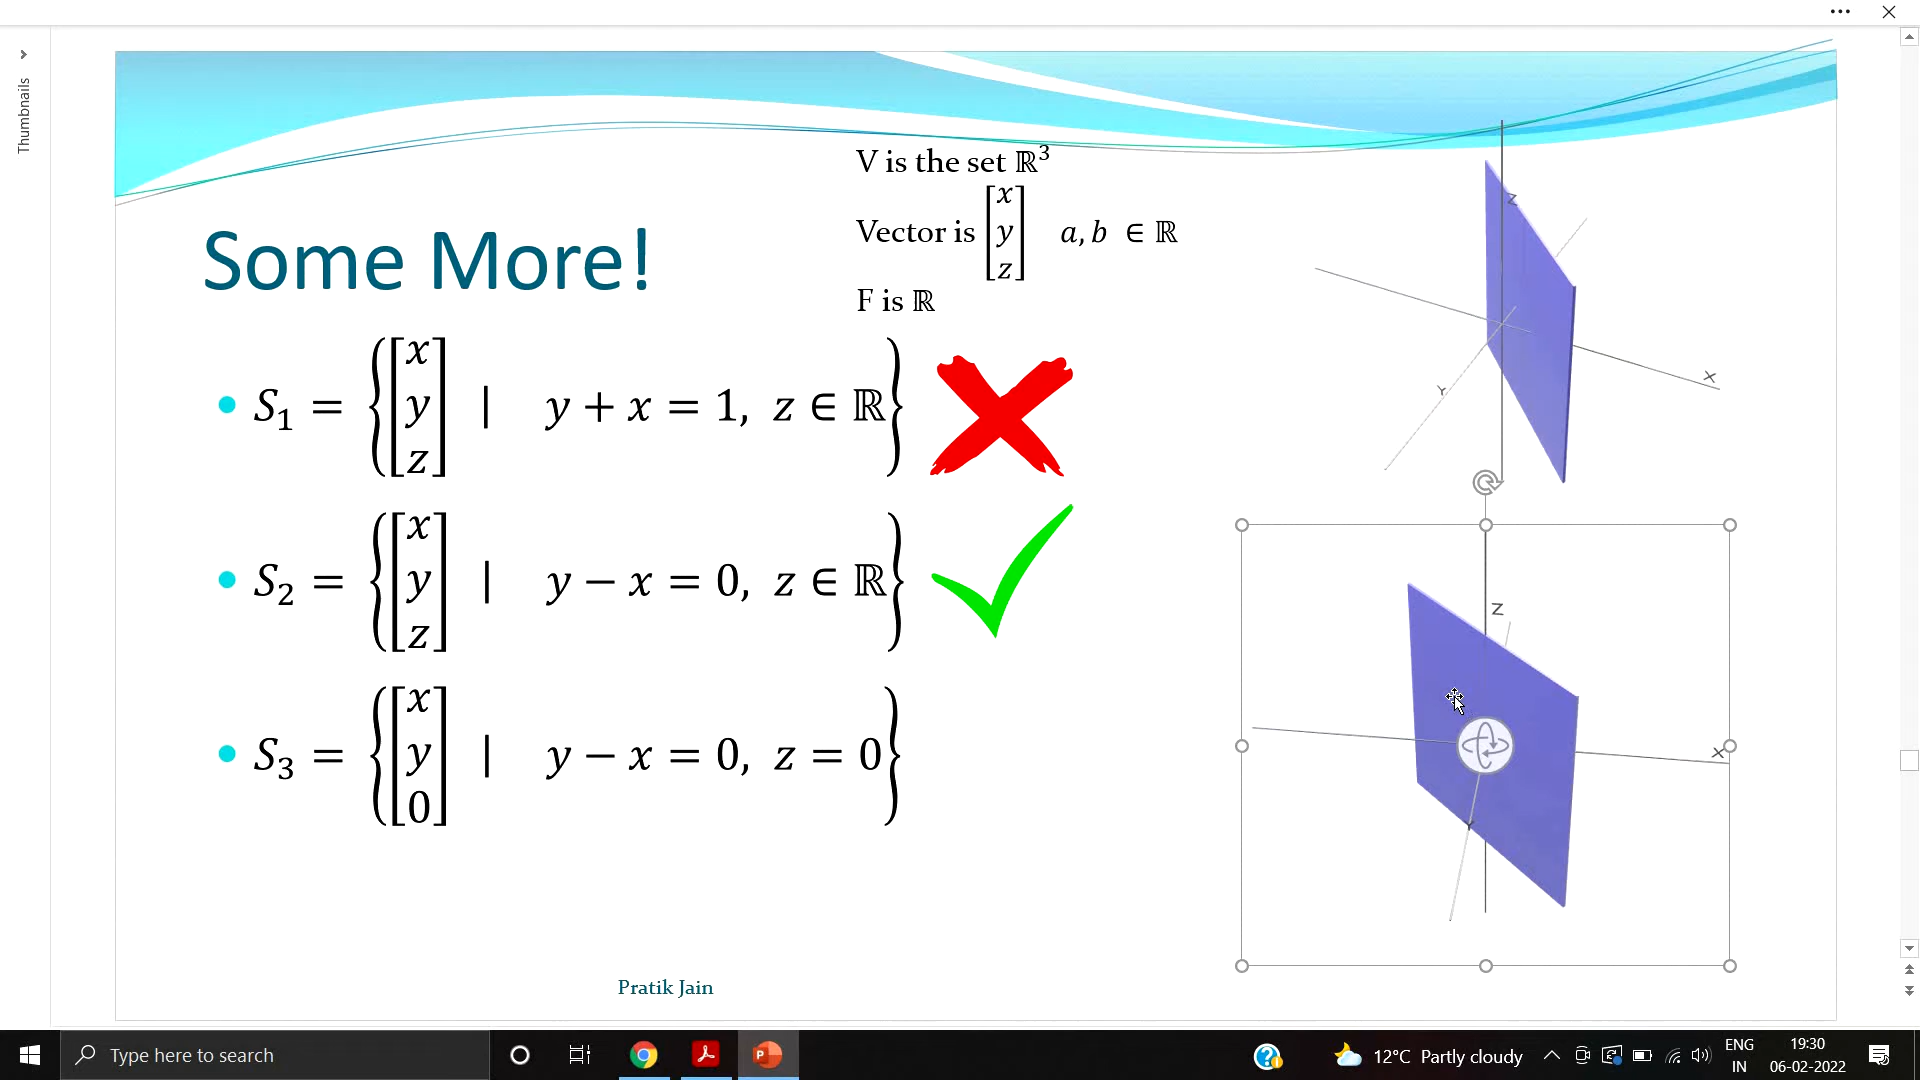 Thumbnails
V is the set ℝ³
Vector is [x y z] a, b ∈ ℝ
F is ℝ
Some More!
• S₁ = {[x y z] | y + x = 1, z ∈ ℝ}
• S₂ = {[x y z] | y − x = 0, z ∈ ℝ}
• S₃ = {[x y 0] | y − x = 0, z = 0}
Z
X
Y
Z
X
Y
Pratik Jain
Type here to search
12°C Partly cloudy
ENG
IN
19:30
06-02-2022